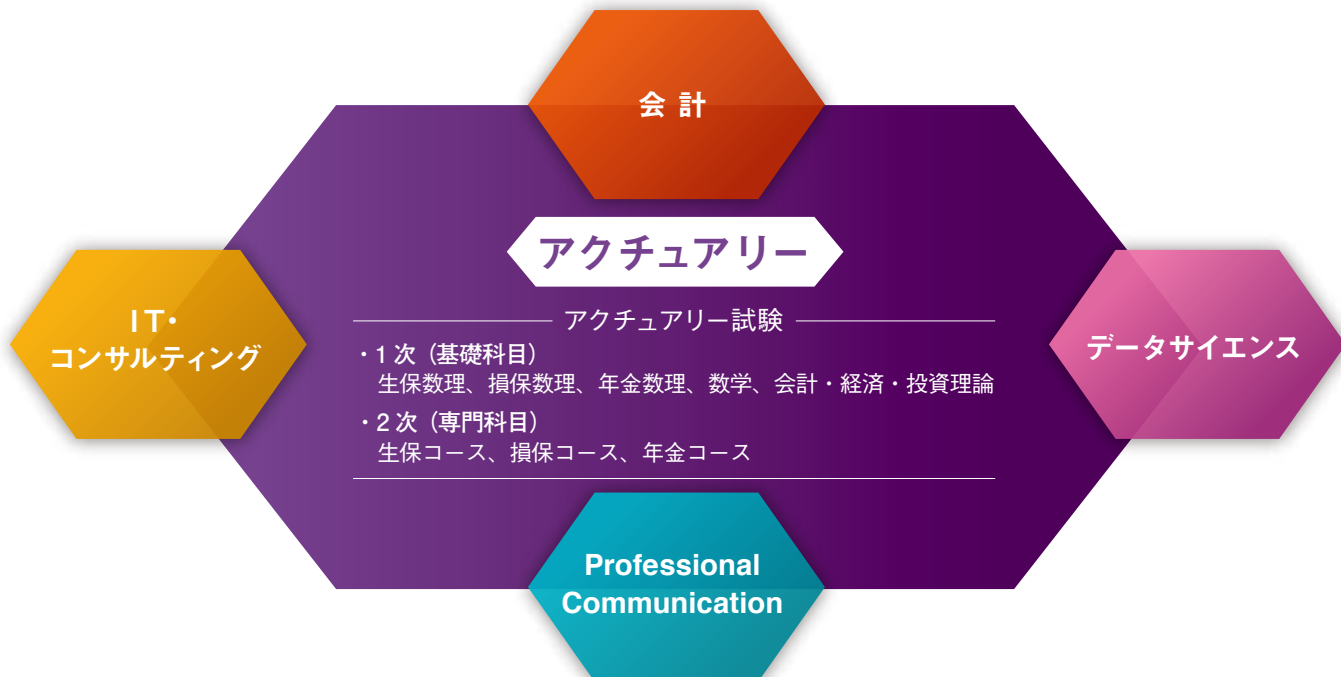 会計
アクチュアリー
アクチュアリー試験
IT・
コンサルティング
・1次（基礎科目）
生保数理、損保数理、年金数理、数学、会計・経済・投資理論
・2次（専門科目）
生保コース、損保コース、年金コース
データサイエンス
Professional
Communication